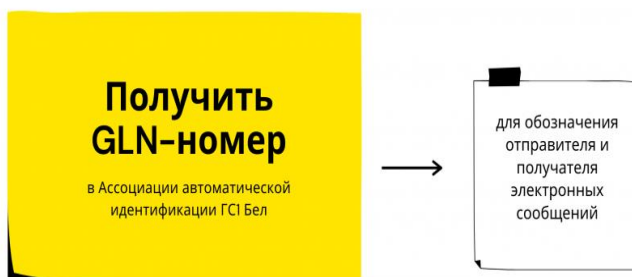 Получить
GLN-номер
в Ассоциации автоматической
идентификации ГС1 Бел
для обозначения
отправителя и
получателя
электронных
сообщений